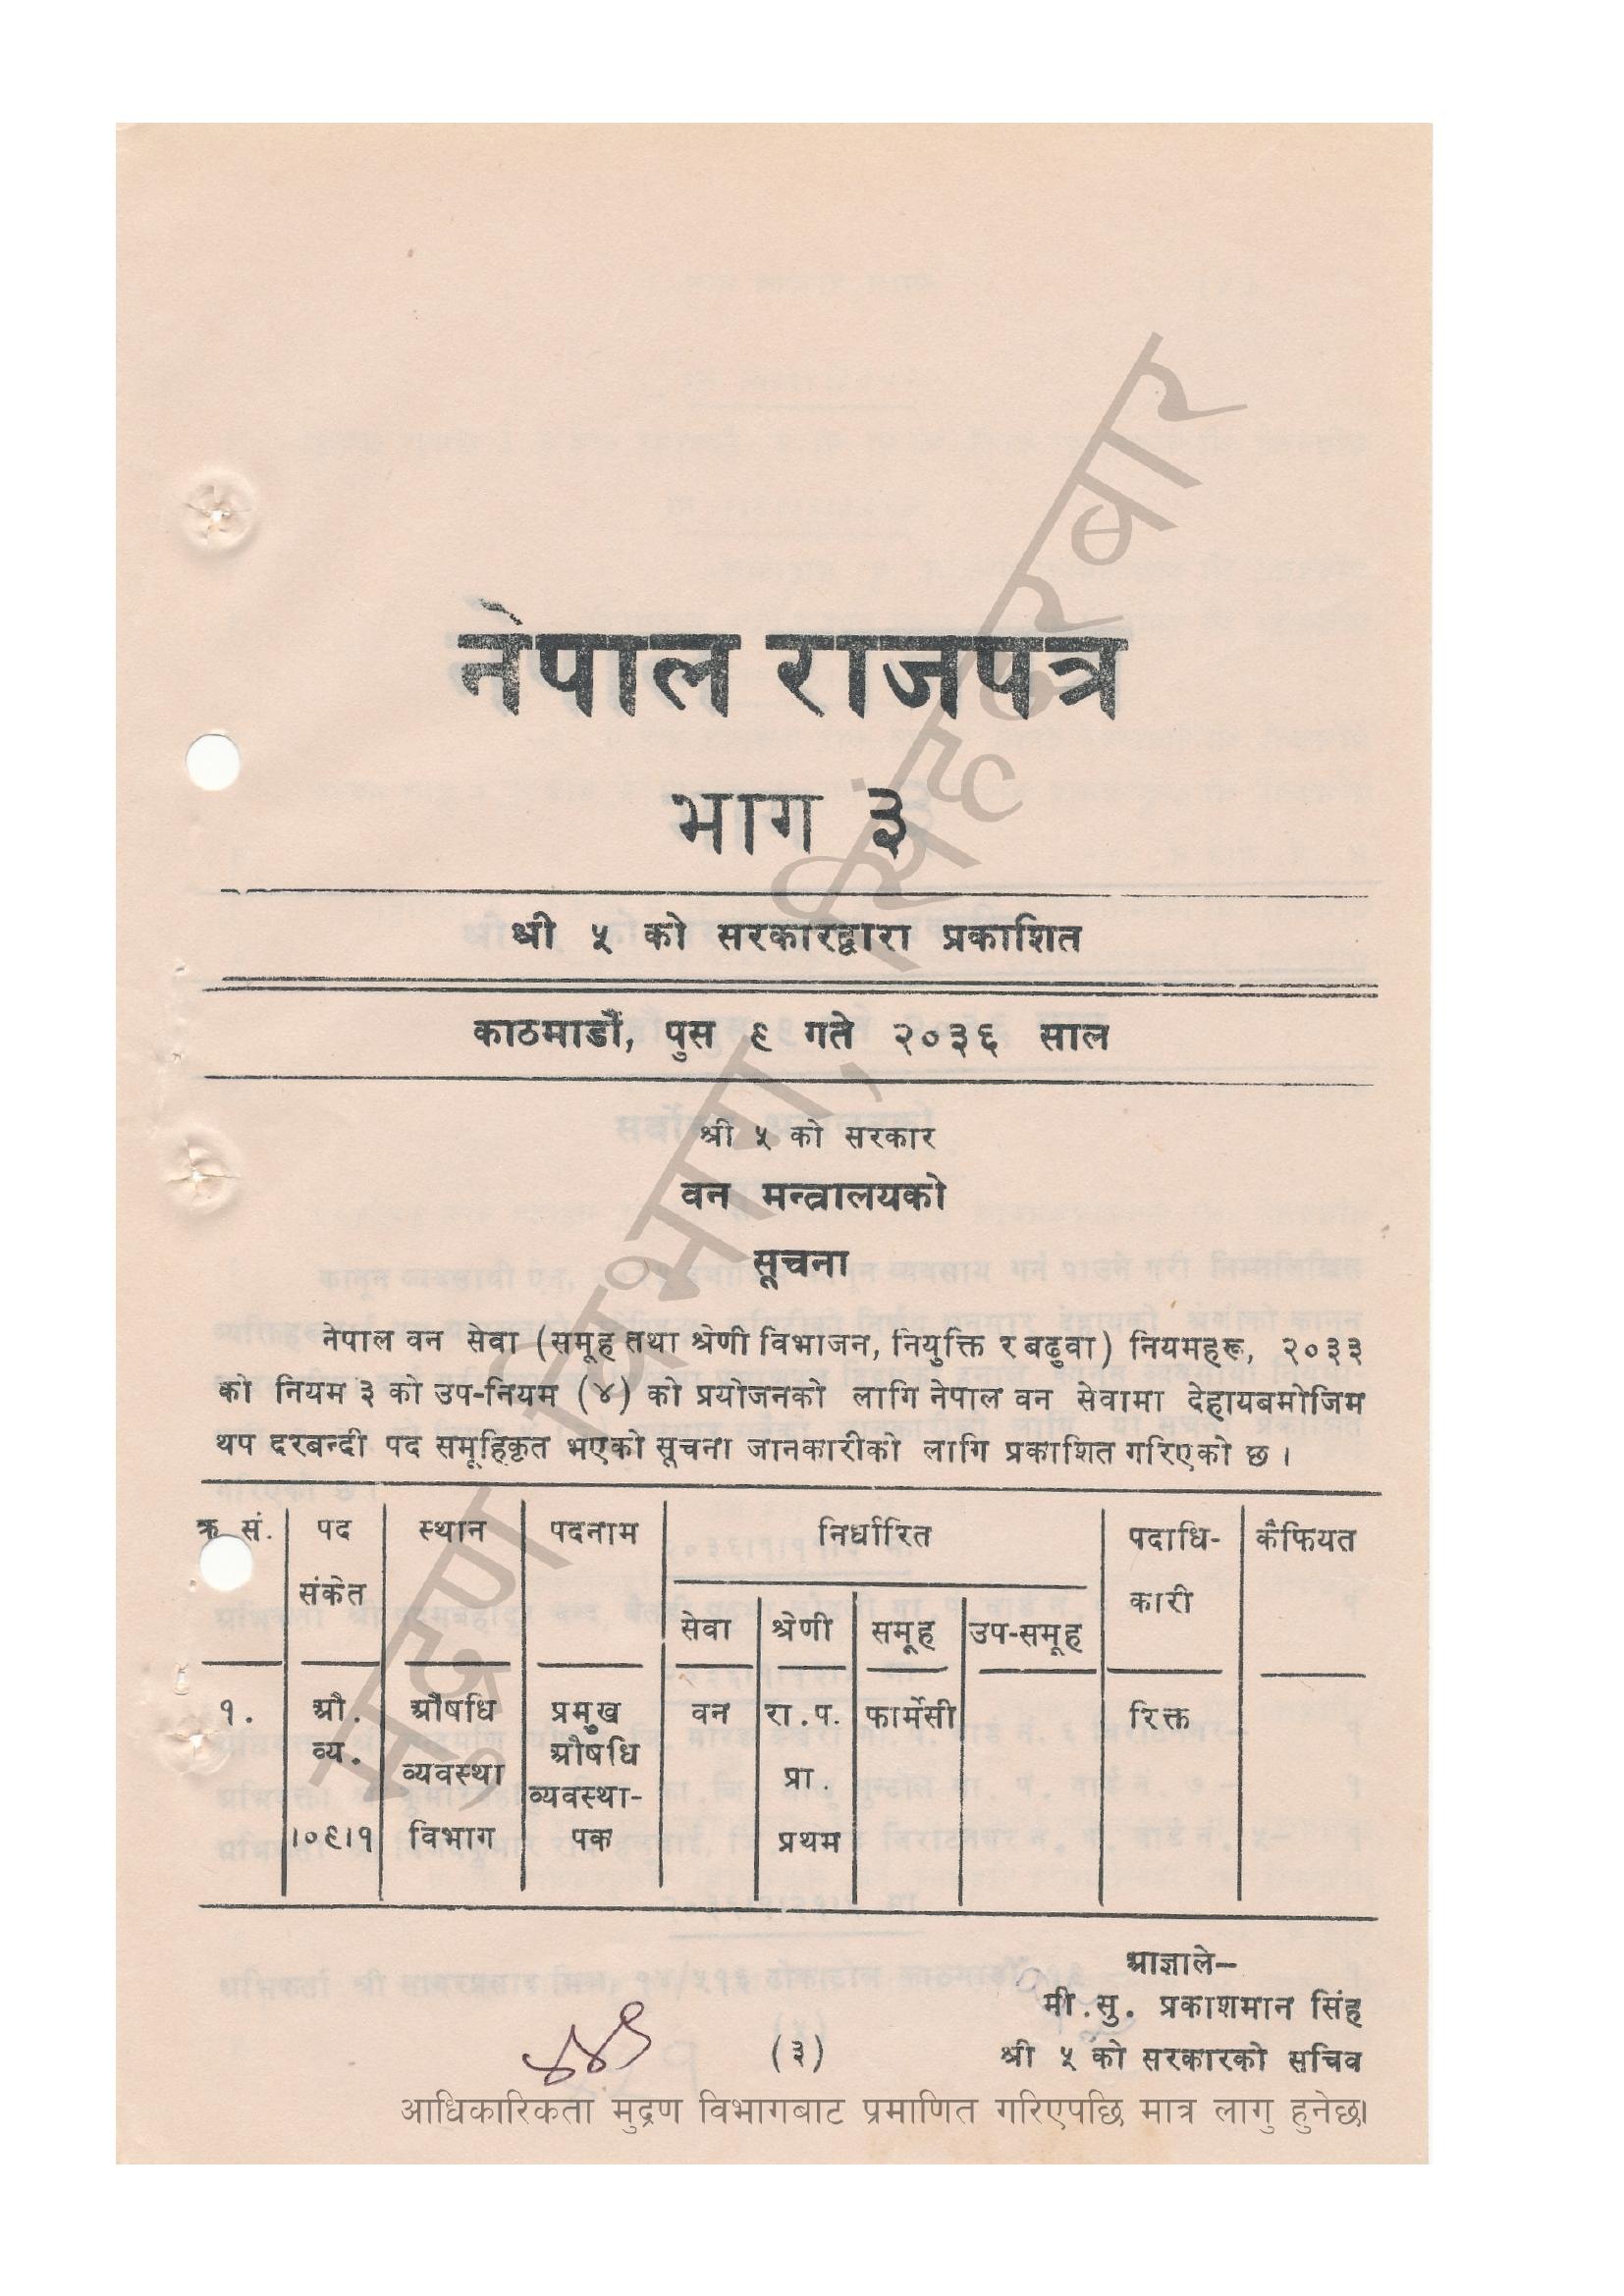 नेपाल राजपत्र
भाग ३
श्री ५ को सरकारद्वारा प्रकाशित
काठमाडौं, पुस ९ गते २०३६ साल
श्री ५ को सरकार
वन मन्त्रालयको
सूचना
नेपाल वन सेवा (समूह तथा श्रेणी विभाजन, नियुक्ति र बढुवा) नियमहरू, २०३३
को नियम ३ को उप-नियम (४) को प्रयोजनको लागि नेपाल वन सेवामा देहायबमोजिम
थप दरबन्दी पद समूहिकृत भएको सूचना जानकारीको लागि प्रकाशित गरिएको छ ।
क्र सं. पद स्थान पदनाम निर्धारित पदाधि- कैफियत
संकेत कारी
सेवा श्रेणी समूह उप-समूह
१. औ. औषधि प्रमुख वन रा.प. फार्मेसी रिक्त
व्य. व्यवस्था औषधि प्रा.
व्यवस्था-
।०९।१ विभाग पक प्रथम
आज्ञाले–
मी.सु. प्रकाशमान सिंह
श्री ५ को सरकारको सचिव
(३)
आधिकारिकता मुद्रण विभागबाट प्रमाणित गरिएपछि मात्र लागु हुनेछ।
मुद्रण विभाग, सिंहदरबार